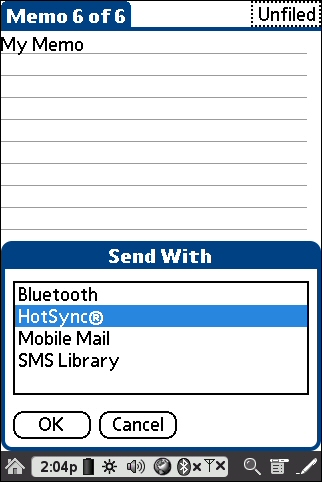 Memo 6 of 6
Unfiled
My Memo
Send With
Bluetooth
HotSync®
Mobile Mail
SMS Library
OK
Cancel
2:04p